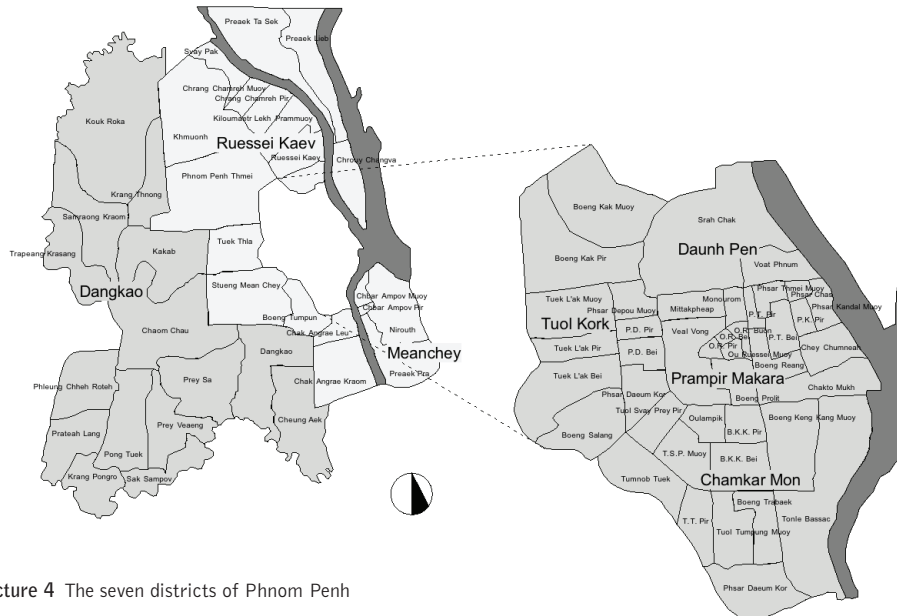 Preaek Ta Sek
Preaek Lieb
Svay Pak
Chrang Chamreh Muoy
Chrang Chamreh Pir
Kouk Roka
Kiloumaotr Lekh Prammuoy
Khmuonh
Ruessei Kaev
Ruessei Kaev
Chrouy Changva
Phnom Penh Thmei
Krang Thnong
Samraong Kraom
Trapeang Krasang
Kakab
Tuek Thla
Dangkao
Stueng Mean Chey
Chbar Ampov Muoy
Chbar Ampov Pir
Boeng Tumpun
Chak Angrae Leu
Nirouth
Chaom Chau
Dangkao
Meanchey
Preaek Pra
Phleung Chheh Roteh
Prey Sa
Chak Angrae Kraom
Prateah Lang
Prey Veaeng
Cheung Aek
Pong Tuek
Krang Pongro
Sak Sampov
Boeng Kak Muoy
Srah Chak
Boeng Kak Pir
Daunh Pen
Voat Phnum
Tuek L'ak Muoy
Phsar Depou Muoy
Monourom
Mittakpheap
Phsar Thmei Muoy
Phsar Chas
Phsar Kandal Muoy
P.T. Pir
P.K. Pir
Tuol Kork
P.D. Pir
Veal Vong
O.R. Buon
O.R. Bei
P.T. Bei
O.R. Pir
Chey Chumneah
Tuek L'ak Pir
P.D. Bei
Ou Ruessei Muoy
Boeng Reang
Tuek L'ak Bei
Prampir Makara
Chakto Mukh
Phsar Daeum Kor
Boeng Prolit
Tuol Svay Prey Pir
Oulampik
Boeng Keng Kang Muoy
Boeng Salang
B.K.K. Pir
T.S.P. Muoy
B.K.K. Bei
Tumnob Tuek
Chamkar Mon
Boeng Trabaek
T.T. Pir
Tonle Bassac
Tuol Tumpung Muoy
Phsar Daeum Kor
cture 4 The seven districts of Phnom Penh